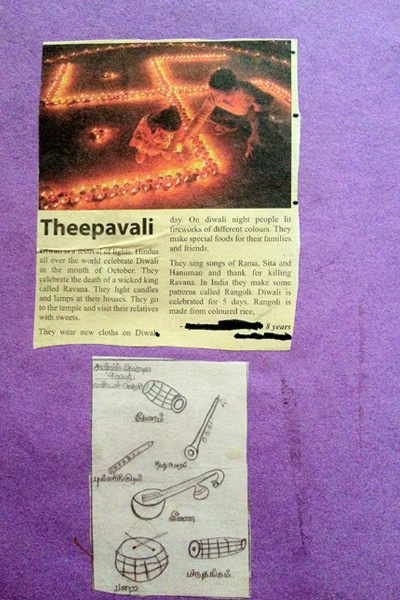 Theepavali
Diwali is a festival of lights. Hindus
all over the world celebrate Diwali
in the month of October. They
celebrate the death of a wicked king
called Ravana. They light candles
and lamps at their houses. They go
to the temple and visit their relatives
with sweets.
They wear new cloths on Diwali
day. On diwali night people lit
fireworks of different colours. They
make special foods for their families
and friends.
They sing songs of Rama, Sita and
Hanuman and thank for killing
Ravana. In India they make some
patterns called Rangoli. Diwali is
celebrated for 5 days. Rangoli is
made from coloured rice,
8 years
வீணை
பறை